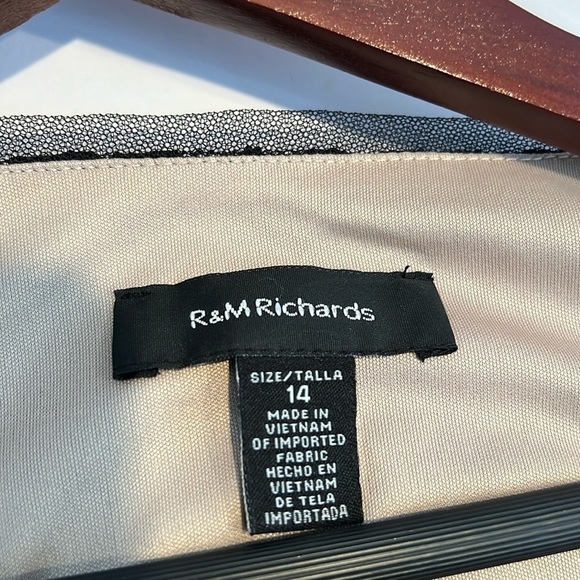 R&M Richards
SIZE/TALLA
14
MADE IN
VIETNAM
OF IMPORTED
FABRIC
HECHO EN
VIETNAM
DE TELA
IMPORTADA